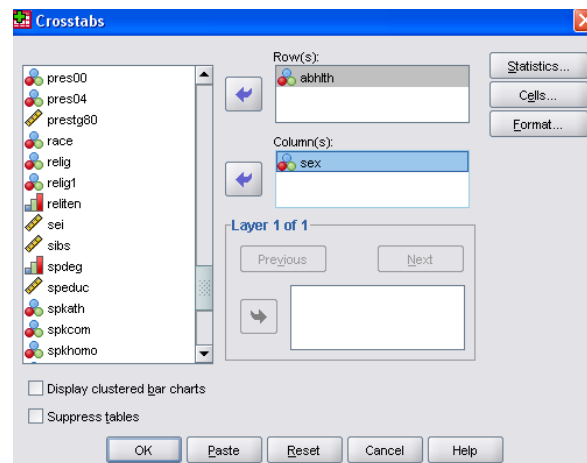 Crosstabs
pres00
pres04
prestg80
race
relig
relig1
reliten
sei
sibs
spdeg
speduc
spkath
spkcom
spkhomo
Row(s):
abhlth
Column(s):
sex
Layer 1 of 1
Previous
Next
Statistics...
Cells...
Format...
Display clustered bar charts
Suppress tables
OK
Paste
Reset
Cancel
Help